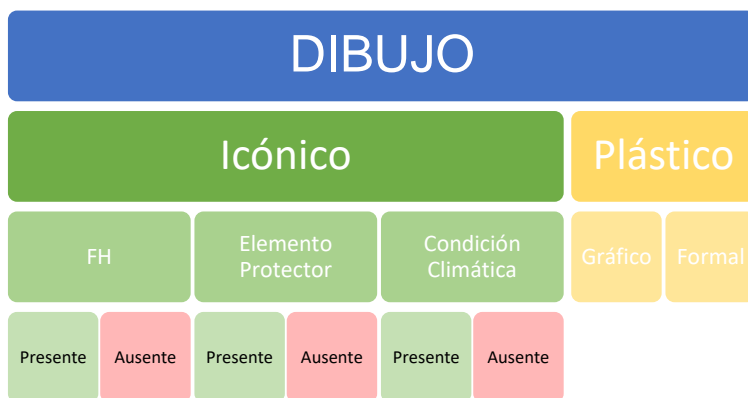 DIBUJO
Icónico
Plástico
FH
Elemento
Protector
Condición
Climática
Gráfico
Formal
Presente
Ausente
Presente
Ausente
Presente
Ausente